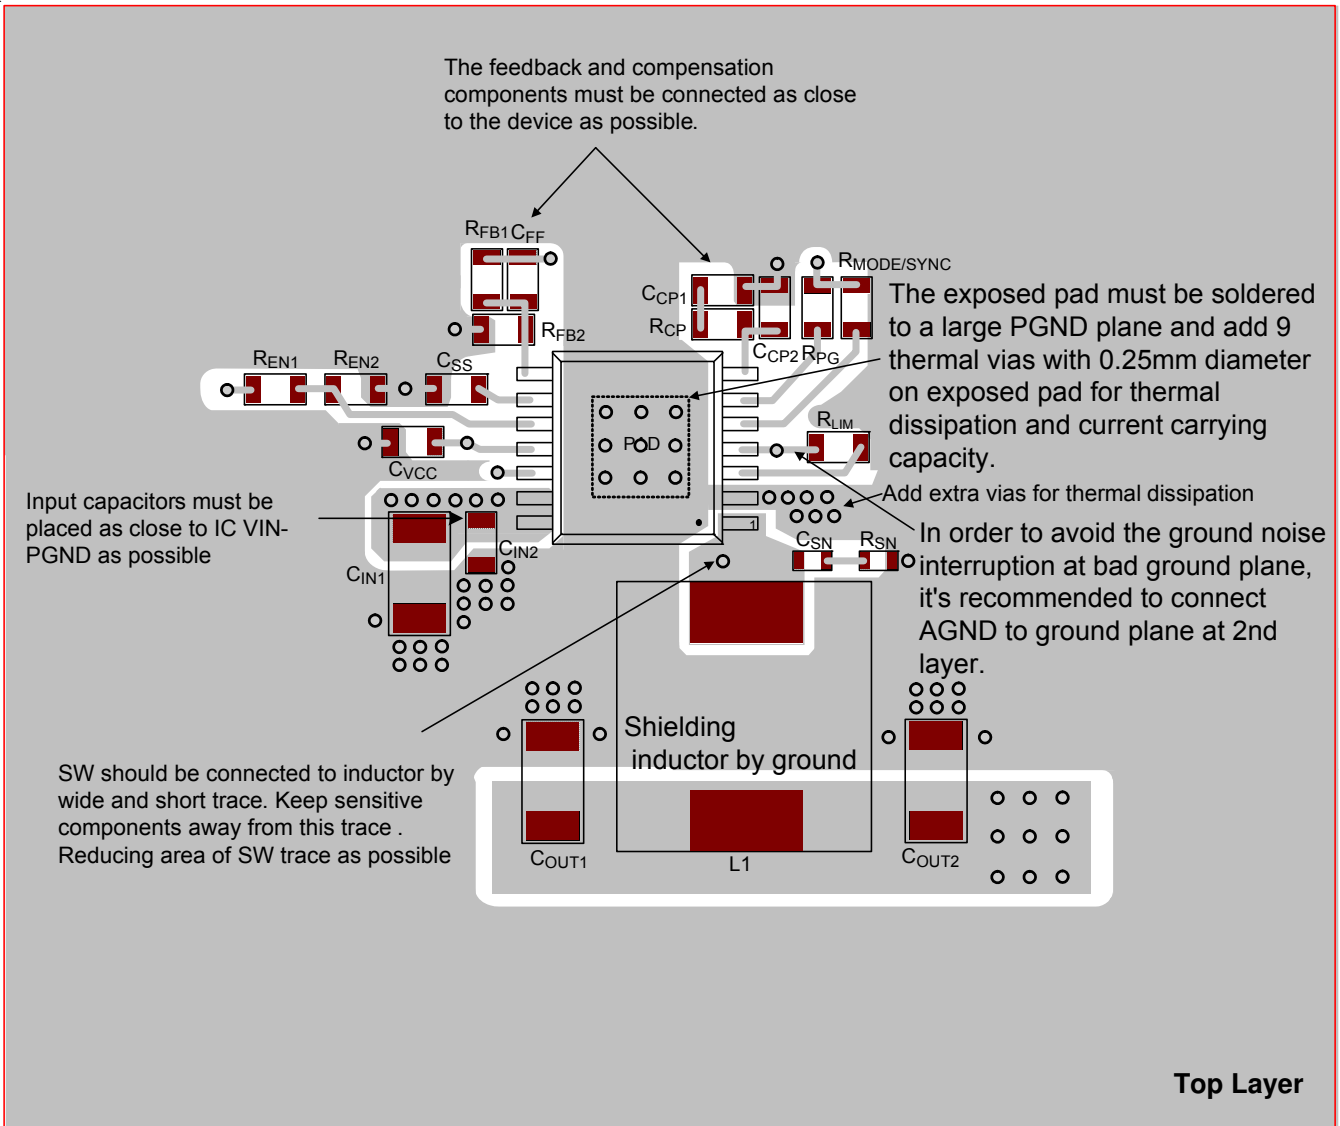 The feedback and compensation
components must be connected as close
to the device as possible.
RFB1 CFF
RMODE/SYNC
CCP1
RCP
RFB2
CCP2 RPG
The exposed pad must be soldered
to a large PGND plane and add 9
thermal vias with 0.25mm diameter
on exposed pad for thermal
dissipation and current carrying
capacity.
REN1 REN2 CSS
RLIM
PAD
CVCC
Input capacitors must be
placed as close to IC VIN-
PGND as possible
Add extra vias for thermal dissipation
1
CIN1
CIN2
CSN RSN
In order to avoid the ground noise
interruption at bad ground plane,
it's recommended to connect
AGND to ground plane at 2nd
layer.
Shielding
inductor by ground
SW should be connected to inductor by
wide and short trace. Keep sensitive
components away from this trace .
Reducing area of SW trace as possible
COUT1
L1
COUT2
Top Layer